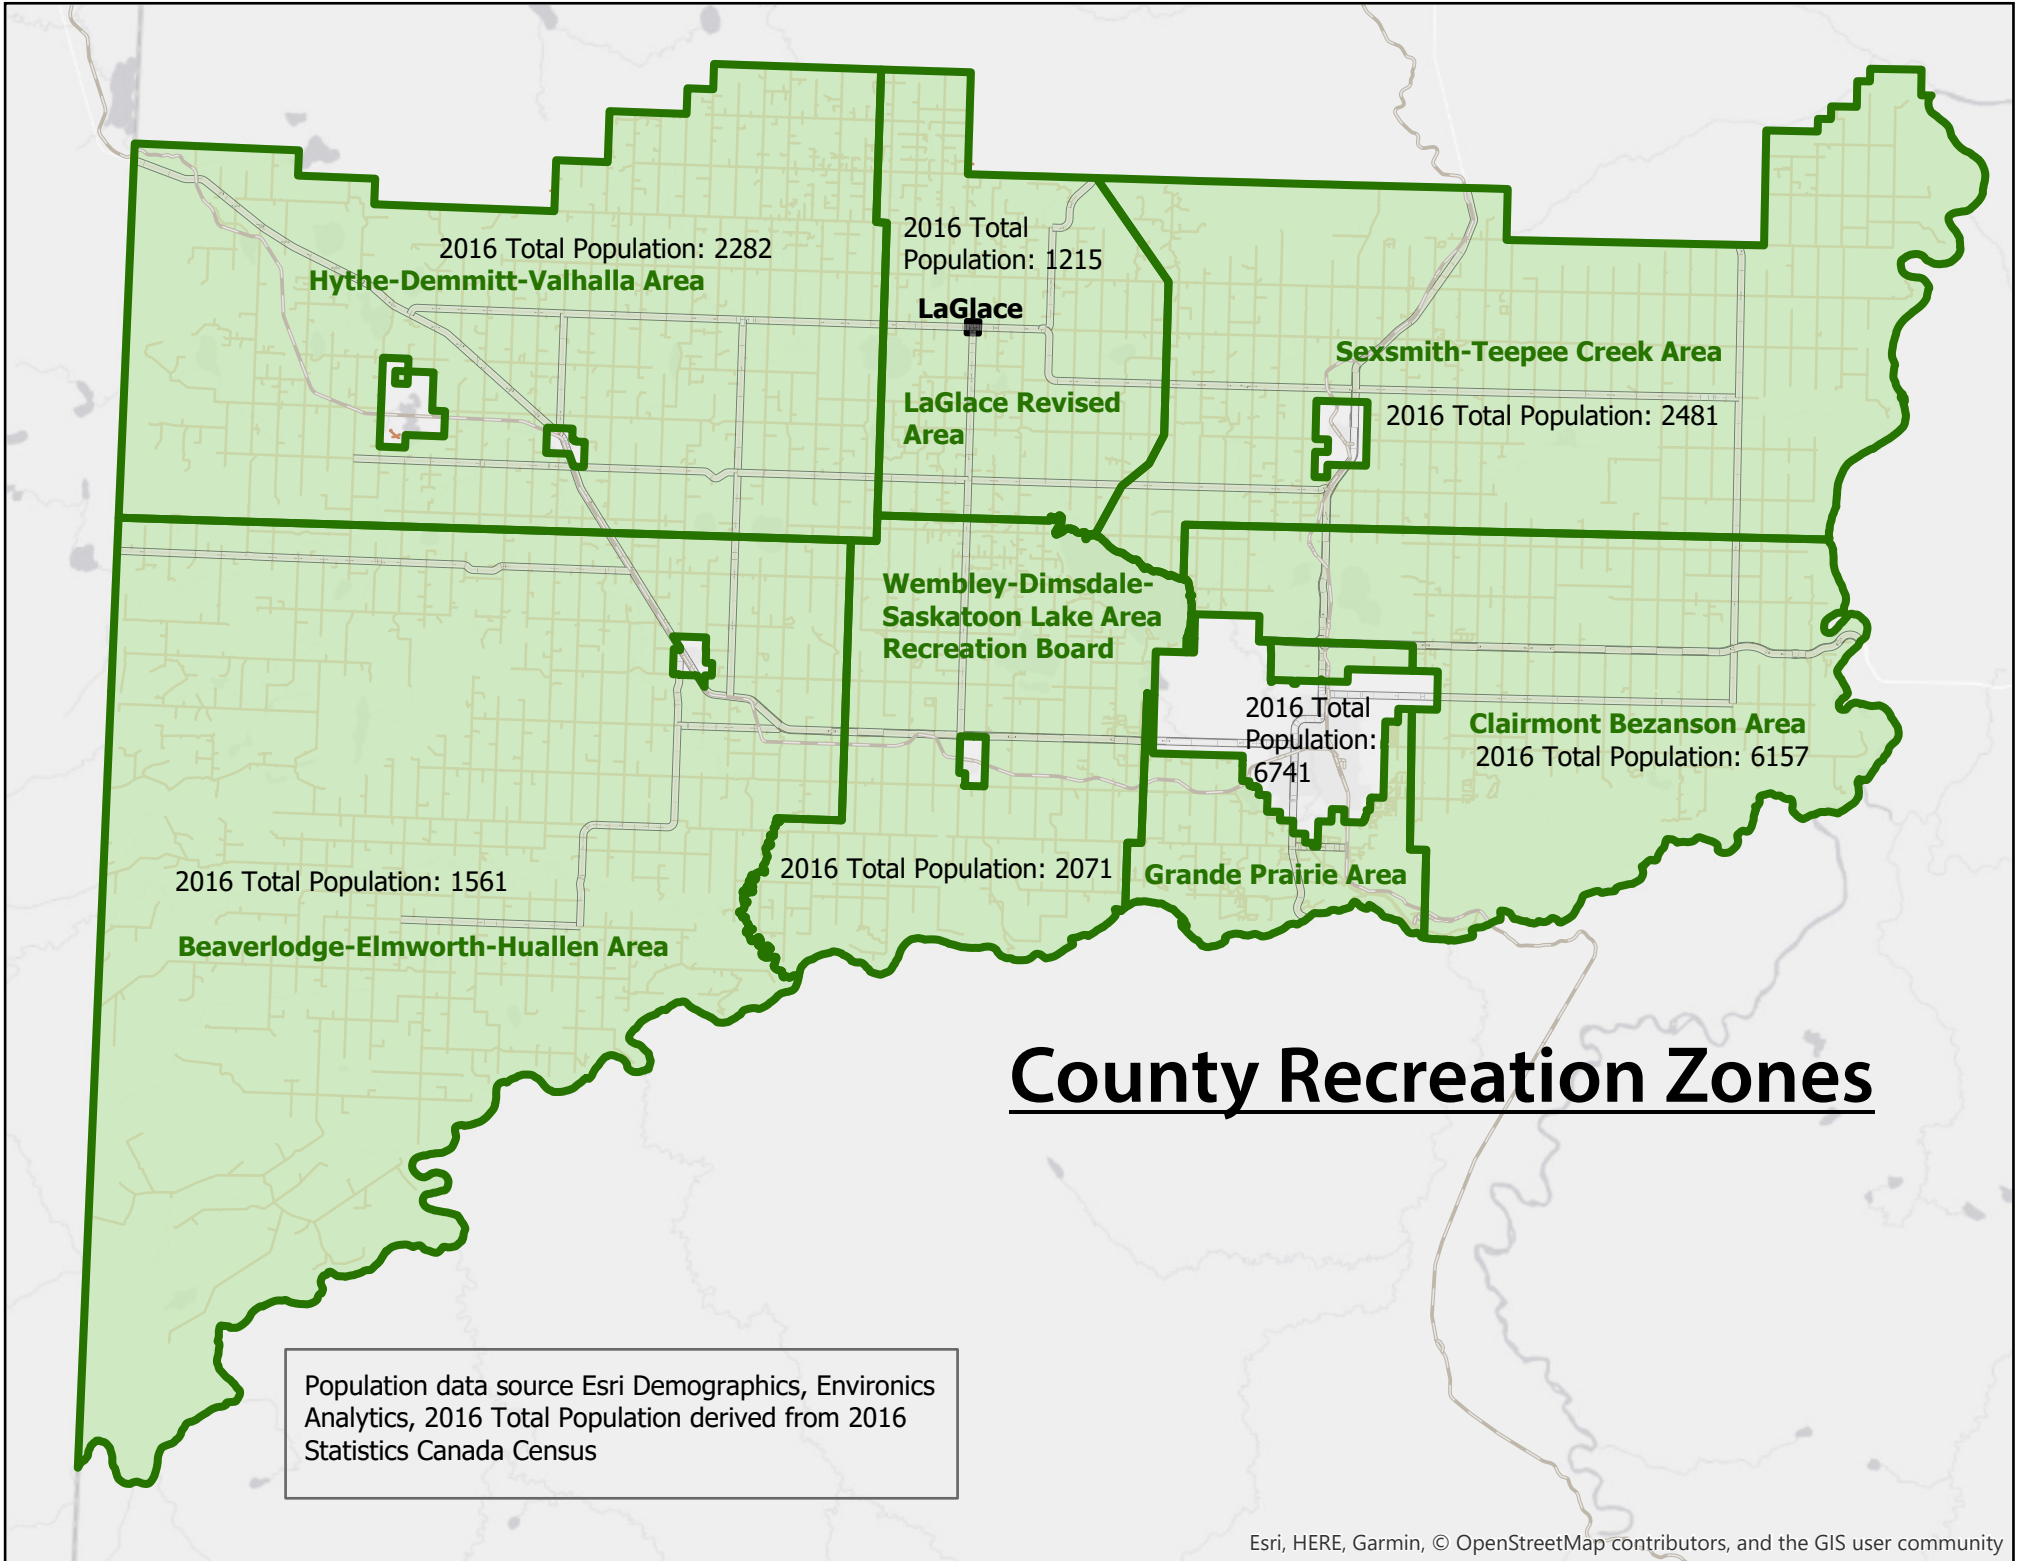 2016 Total Population: 2282
Hythe-Demmitt-Valhalla Area
2016 Total
Population: 1215
LaGlace
LaGlace Revised
Area
Sexsmith-Teepee Creek Area
2016 Total Population: 2481
Wembley-Dimsdale-
Saskatoon Lake Area
Recreation Board
2016 Total
Population:
6741
Clairmont Bezanson Area
2016 Total Population: 6157
2016 Total Population: 2071
Grande Prairie Area
2016 Total Population: 1561
Beaverlodge-Elmworth-Huallen Area
County Recreation Zones
Population data source Esri Demographics, Environics
Analytics, 2016 Total Population derived from 2016
Statistics Canada Census
Esri, HERE, Garmin, © OpenStreetMap contributors, and the GIS user community